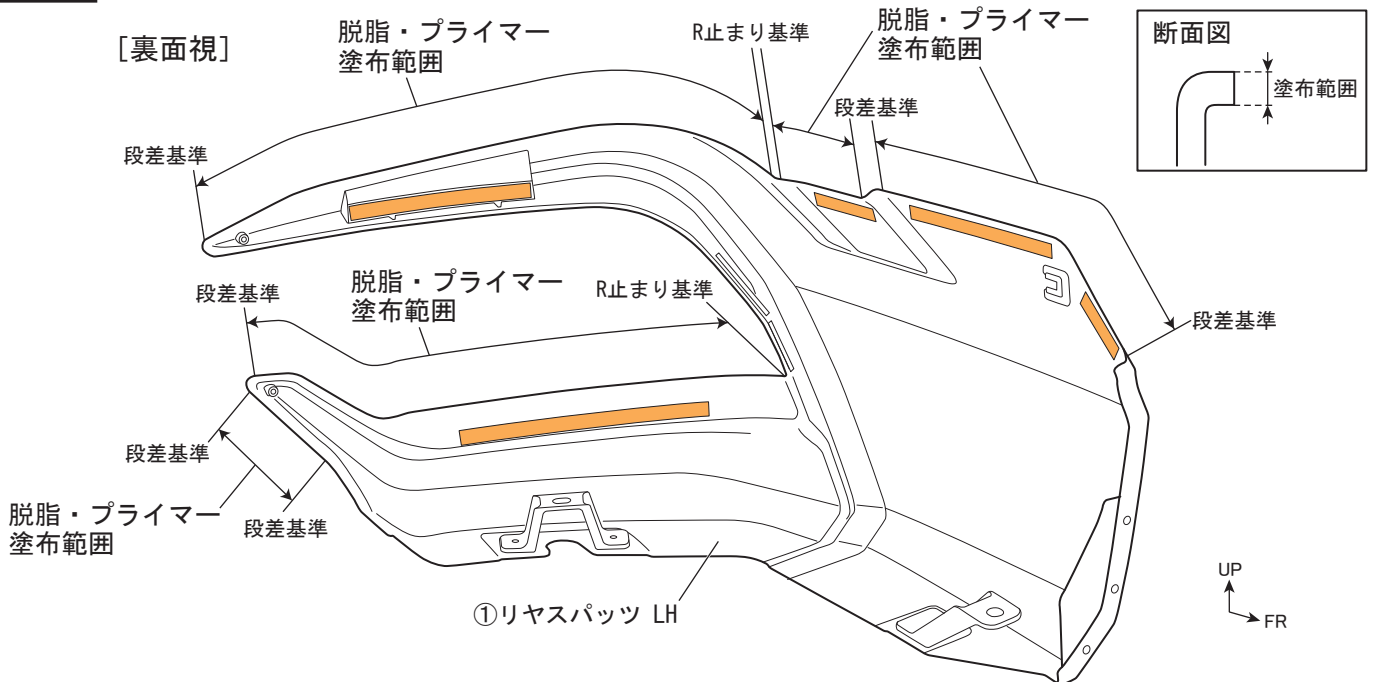 [裏面視]
脱脂・プライマー
塗布範囲
R止まり基準
脱脂・プライマー
塗布範囲
断面図
塗布範囲
段差基準
段差基準
段差基準
脱脂・プライマー
塗布範囲
R止まり基準
段差基準
段差基準
脱脂・プライマー
塗布範囲
段差基準
①リヤスパッツ LH
UP
FR